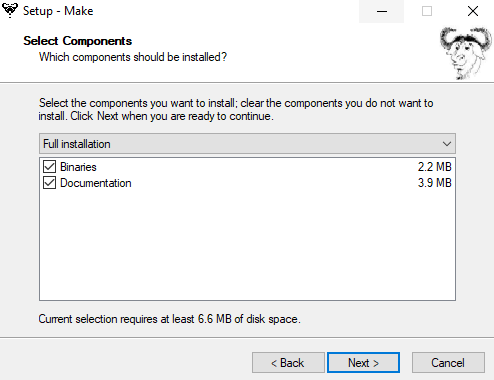 Setup - Make
Select Components
Which components should be installed?
Select the components you want to install; clear the components you do not want to
install. Click Next when you are ready to continue.
Full installation
Binaries 2.2 MB
Documentation 3.9 MB
Current selection requires at least 6.6 MB of disk space.
< Back Next > Cancel